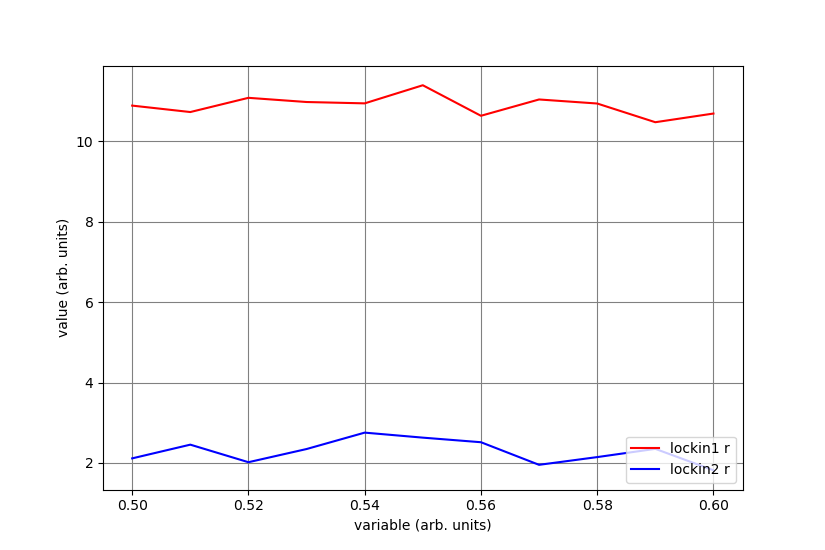 10
8
6
4
2
value (arb. units)
lockin1 r
lockin2 r
0.50 0.52 0.54 0.56 0.58 0.60
variable (arb. units)